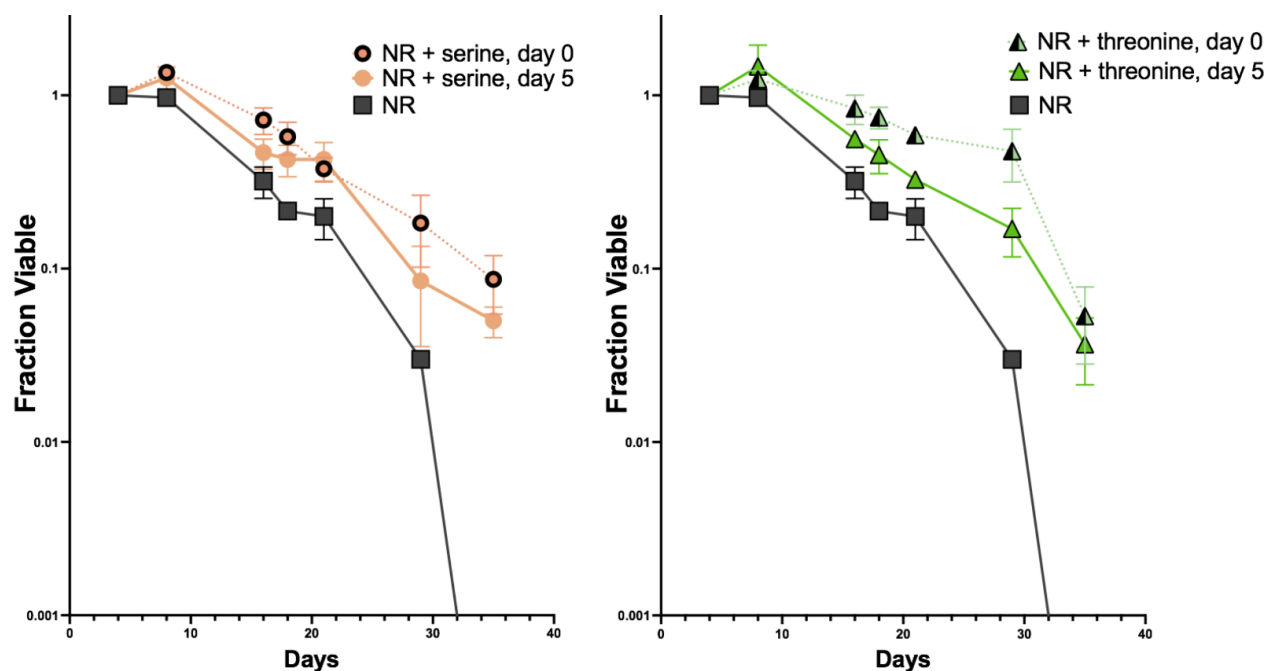 NR + serine, day 0
NR + serine, day 5
NR
1
0.1
0.01
0.001
Fraction Viable
0 10 20 30 40
Days
NR + threonine, day 0
NR + threonine, day 5
NR
1
0.1
0.01
0.001
Fraction Viable
0 10 20 30 40
Days